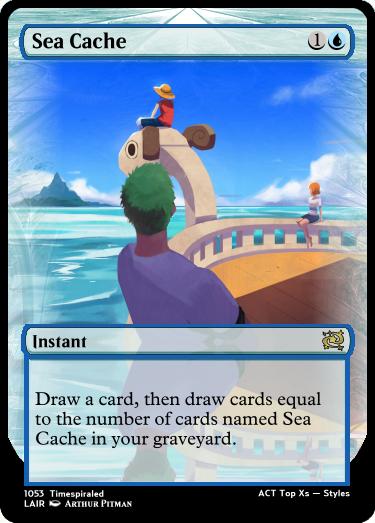 Sea Cache 1
Instant
Draw a card, then draw cards equal
to the number of cards named Sea
Cache in your graveyard.
1053 Timespiraled ACT Top Xs — Styles
LAIR Arthur Pitman